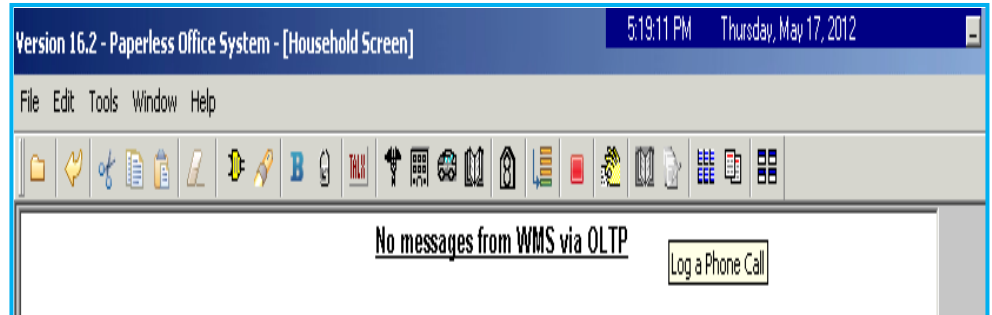 Version 16.2 - Paperless Office System - [Household Screen] 5:19:11 PM Thursday, May 17, 2012
File Edit Tools Window Help
B TALX
No messages from WMS via OLTP
Log a Phone Call